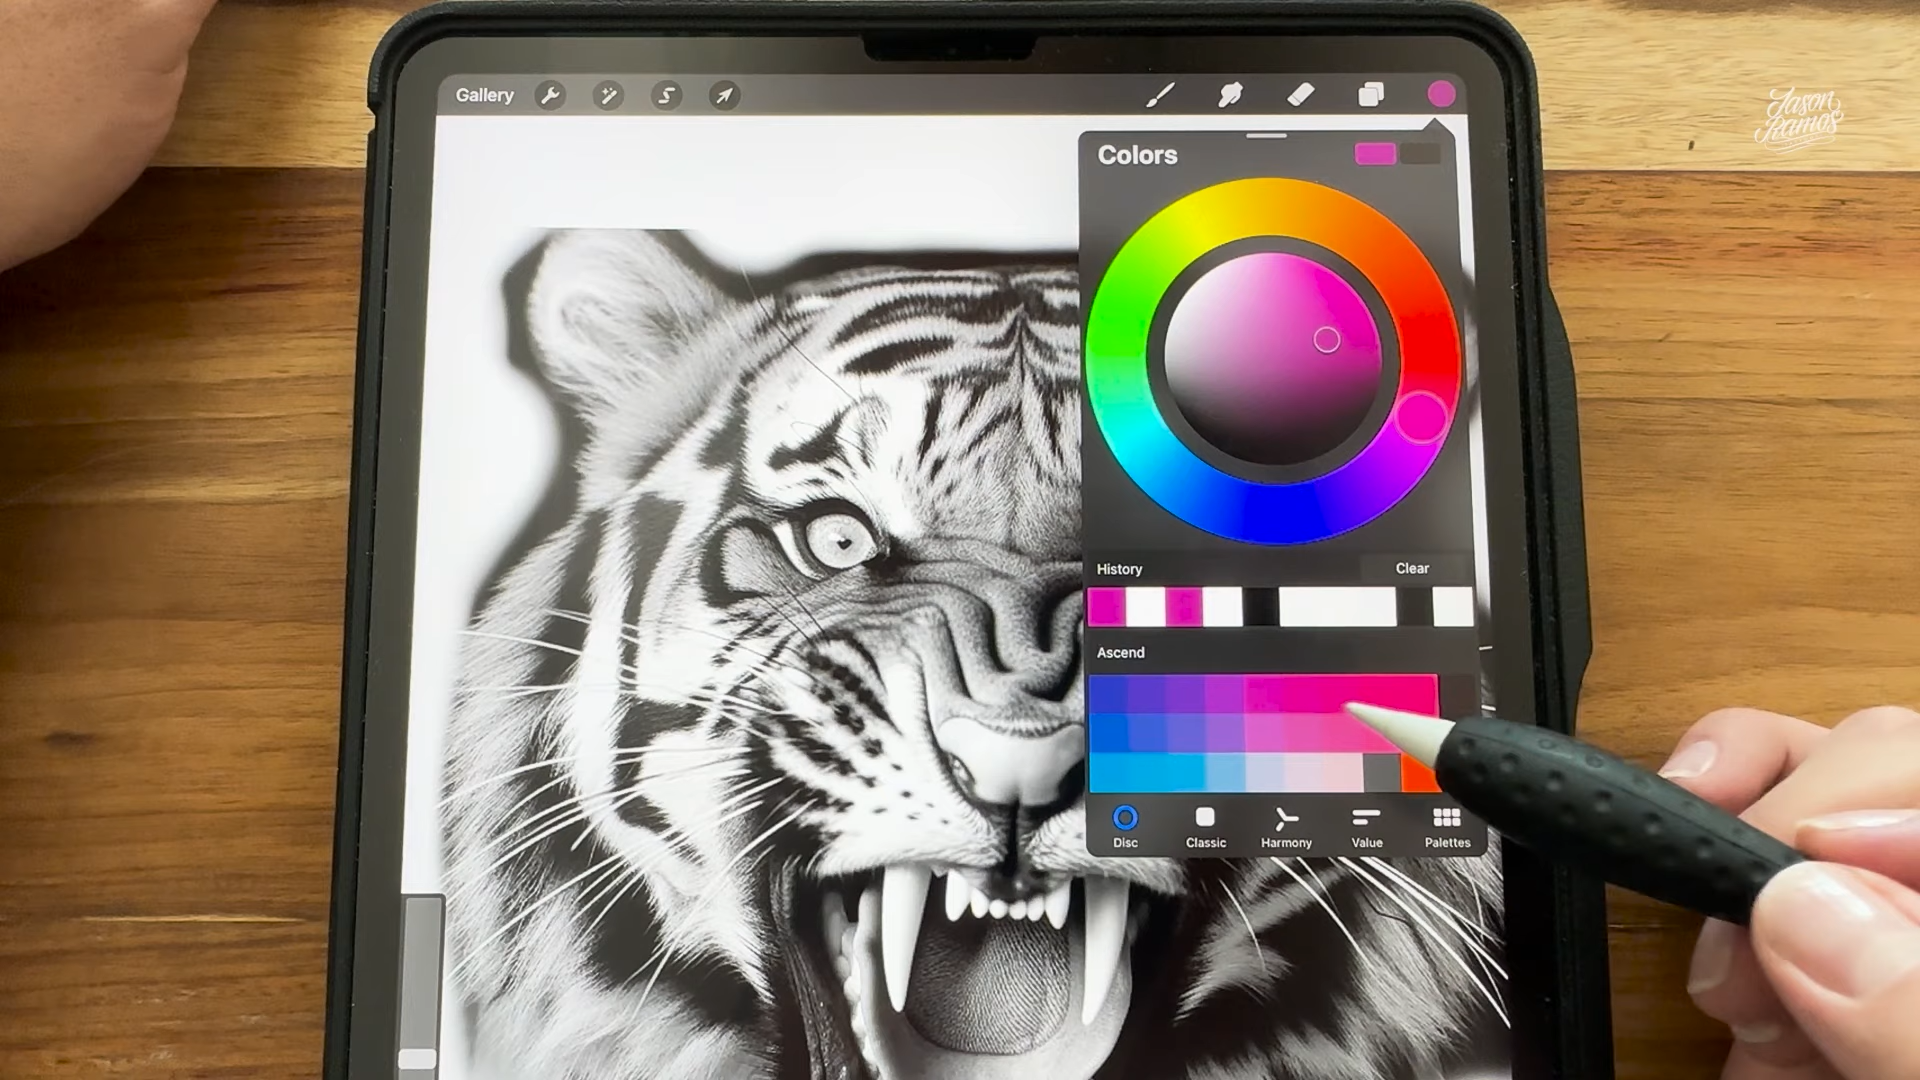 Gallery
Jason
Ramos
Colors
History Clear
Ascend
Disc Classic Harmony Value Palettes